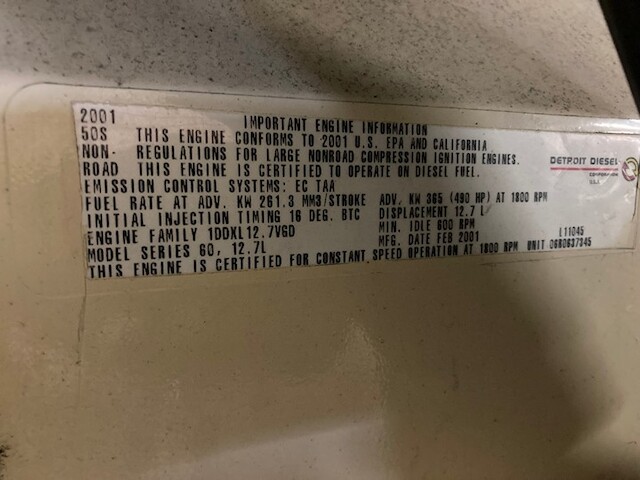 2001 IMPORTANT ENGINE INFORMATION
50S THIS ENGINE CONFORMS TO 2001 U.S. EPA AND CALIFORNIA
NON- REGULATIONS FOR LARGE NONROAD COMPRESSION IGNITION ENGINES.
ROAD THIS ENGINE IS CERTIFIED TO OPERATE ON DIESEL FUEL.
DETROIT DIESEL
CORPORATION
U.S.A.
EMISSION CONTROL SYSTEMS: EC TAA
FUEL RATE AT ADV. KW 261.3 MM3/STROKE ADV. KW 365 (490 HP) AT 1800 RPM
INITIAL INJECTION TIMING 16 DEG. BTC DISPLACEMENT 12.7 L
ENGINE FAMILY 1DDXL12.7VGD MIN. IDLE 600 RPM L11045
MODEL SERIES 60, 12.7L MFG. DATE FEB 2001
THIS ENGINE IS CERTIFIED FOR CONSTANT SPEED OPERATION AT 1800 RPM UNIT 06R0637345